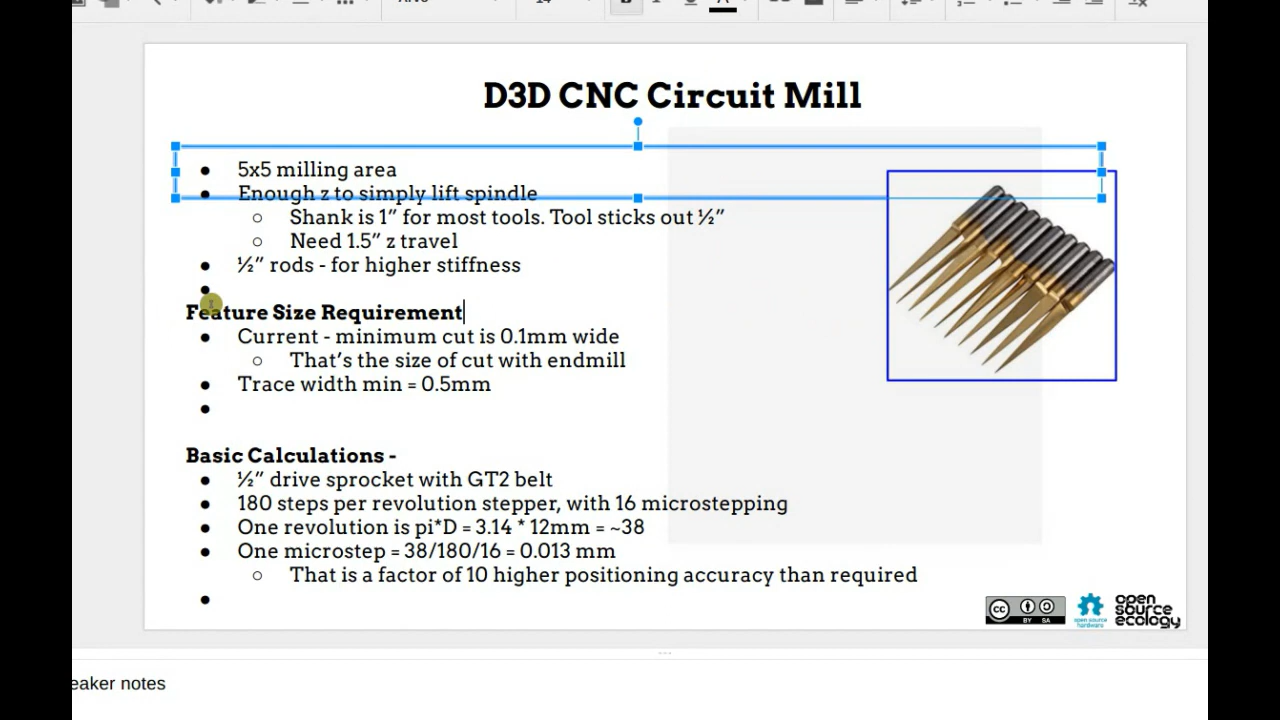 D3D CNC Circuit Mill
● 5x5 milling area
● Enough z to simply lift spindle
○ Shank is 1” for most tools. Tool sticks out ½”
○ Need 1.5” z travel
● ½” rods - for higher stiffness
●
Feature Size Requirement
● Current - minimum cut is 0.1mm wide
○ That’s the size of cut with endmill
● Trace width min = 0.5mm
●
Basic Calculations -
● ½” drive sprocket with GT2 belt
● 180 steps per revolution stepper, with 16 microstepping
● One revolution is pi*D = 3.14 * 12mm = ~38
● One microstep = 38/180/16 = 0.013 mm
○ That is a factor of 10 higher positioning accuracy than required
●
cc BY SA
open source hardware
open
source
ecology
eaker notes